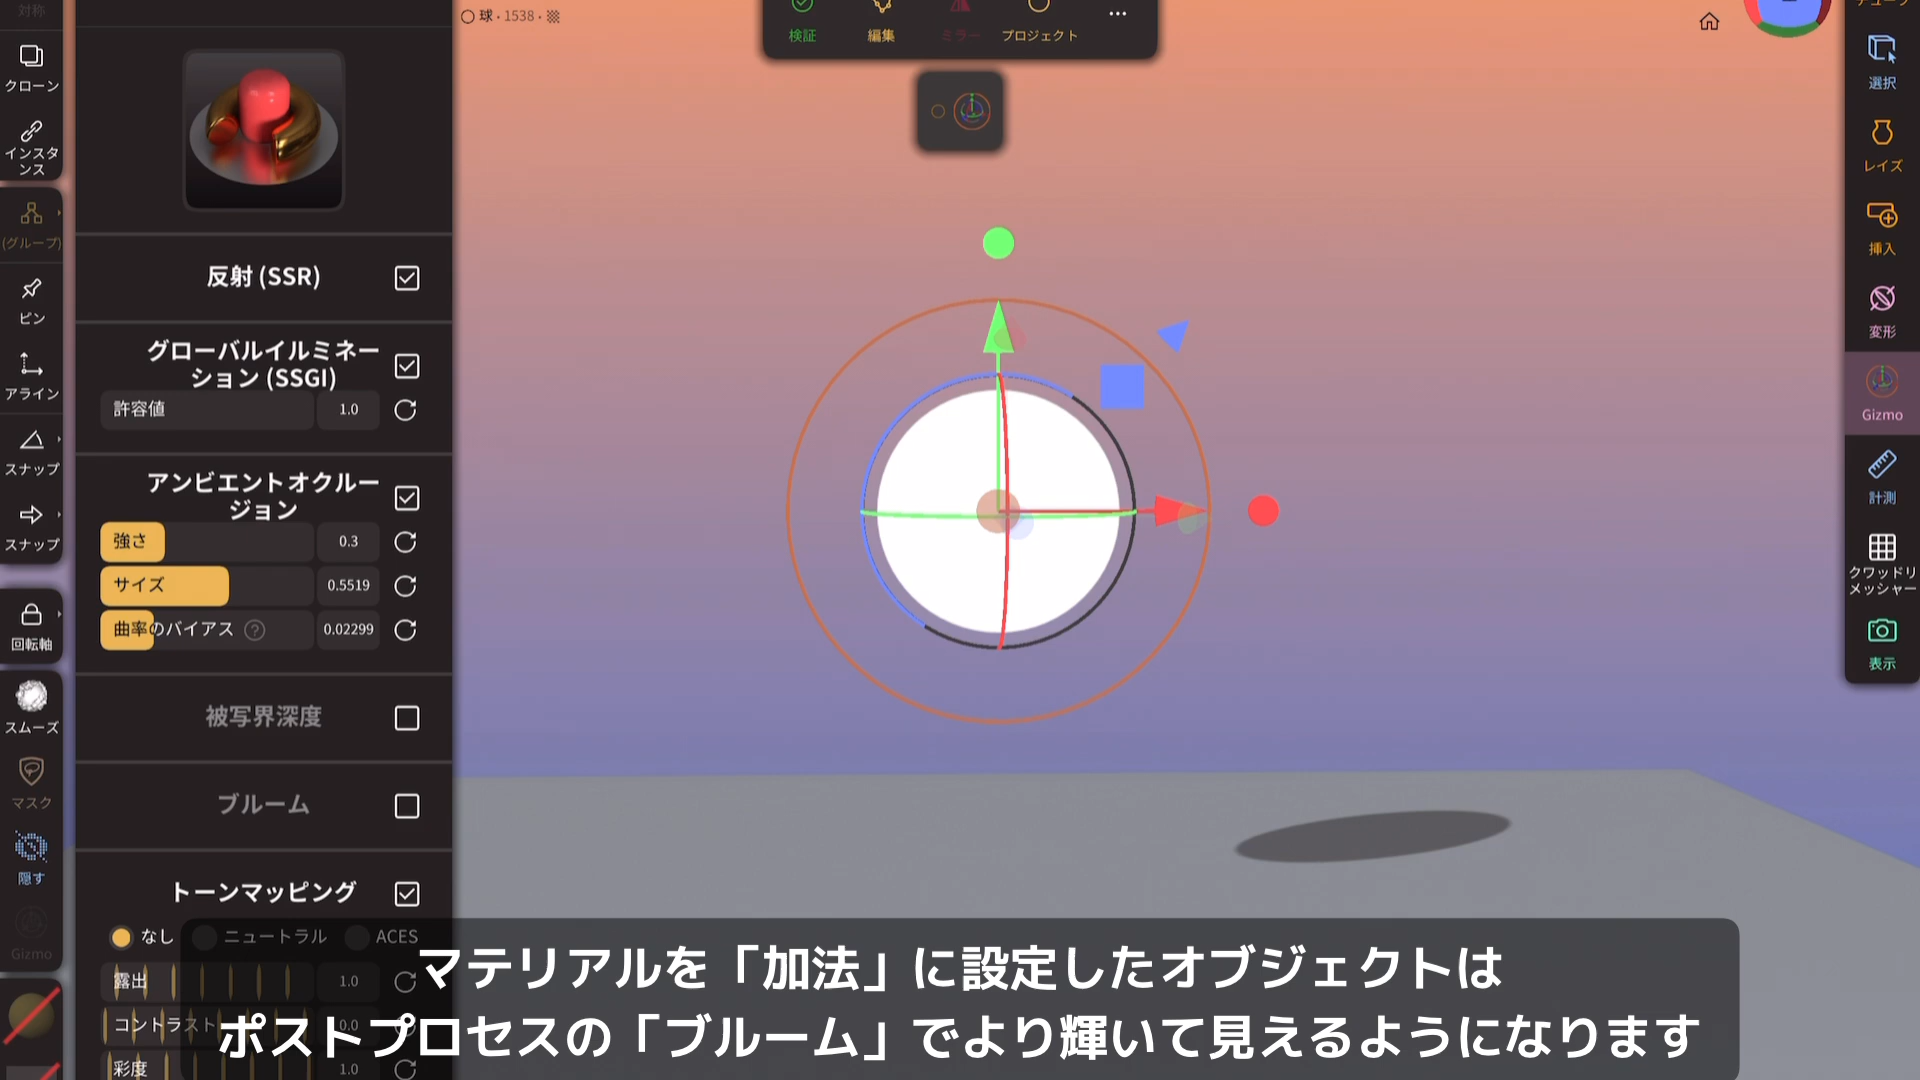 対称
クローン
インスタ
ンス
(グループ)
ピン
アライン
スナップ
スナップ
回転軸
スムーズ
マスク
隠す
Gizmo
反射 (SSR)
グローバルイルミネー
ション (SSGI)
許容値 1.0
アンビエントオクルー
ジョン
強さ 0.3
サイズ 0.5519
曲率のバイアス ? 0.02299
被写界深度
ブルーム
トーンマッピング
なし ニュートラル ACES
露出 1.0
コントラスト 0.0
彩度 1.0
球・1538・
検証 編集 ミラー プロジェクト ...
チューブ
選択
レイズ
挿入
変形
Gizmo
計測
クワッドリ
メッシャー
表示
マテリアルを「加法」に設定したオブジェクトは
ポストプロセスの「ブルーム」でより輝いて見えるようになります